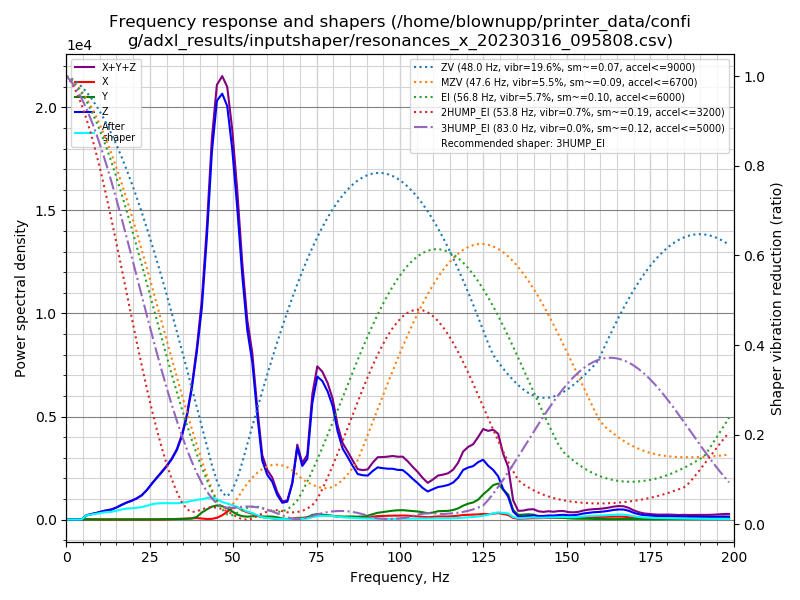 Frequency response and shapers (/home/blownupp/printer_data/confi
g/adxl_results/inputshaper/resonances_x_20230316_095808.csv)
1e4
X+Y+Z
X
Y
Z
After
shaper
ZV (48.0 Hz, vibr=19.6%, sm~=0.07, accel<=9000)
MZV (47.6 Hz, vibr=5.5%, sm~=0.09, accel<=6700)
EI (56.8 Hz, vibr=5.7%, sm~=0.10, accel<=6000)
2HUMP_EI (53.8 Hz, vibr=0.7%, sm~=0.19, accel<=3200)
3HUMP_EI (83.0 Hz, vibr=0.0%, sm~=0.12, accel<=5000)
Recommended shaper: 3HUMP_EI
Power spectral density
2.0
1.5
1.0
0.5
0.0
1.0
0.8
0.6
0.4
0.2
0.0
Shaper vibration reduction (ratio)
0 25 50 75 100 125 150 175 200
Frequency, Hz